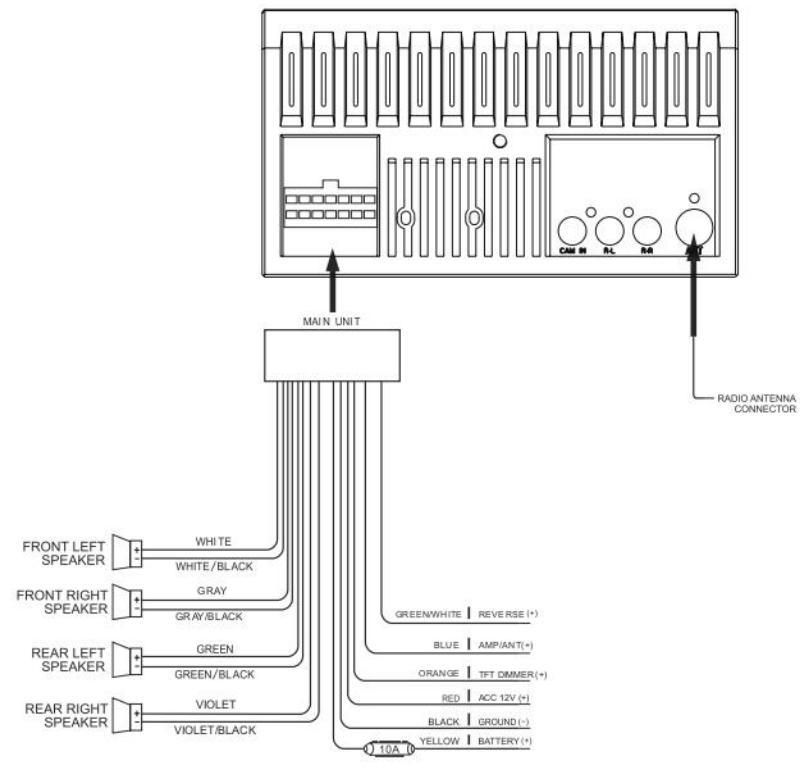 CAM IN
R-L
R-R
ANT
MAIN UNIT
RADIO ANTENNA
CONNECTOR
FRONT LEFT
SPEAKER
+
−
WHITE
WHITE/BLACK
FRONT RIGHT
SPEAKER
+
−
GRAY
GRAY/BLACK
REAR LEFT
SPEAKER
+
−
GREEN
GREEN/BLACK
REAR RIGHT
SPEAKER
+
−
VIOLET
VIOLET/BLACK
GREEN/WHITE | REVERSE (+)
BLUE | AMP/ANT(+)
ORANGE | TFT DIMMER(+)
RED | ACC 12V (+)
BLACK | GROUND (−)
YELLOW | BATTERY (+)
10A